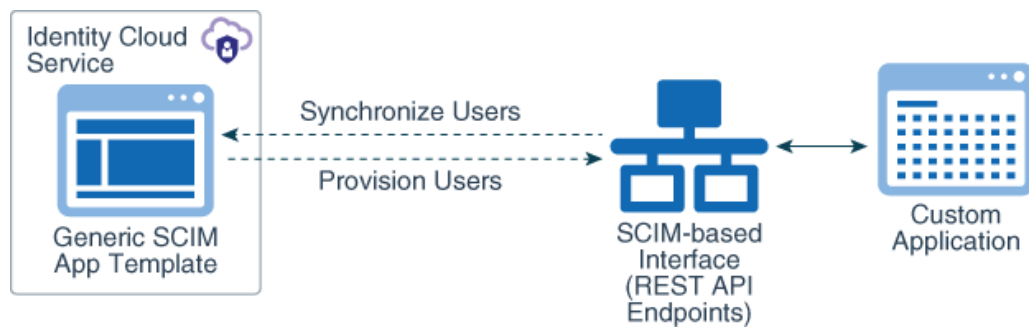 Identity Cloud
Service
Synchronize Users
Provision Users
Generic SCIM
App Template
SCIM-based
Interface
(REST API
Endpoints)
Custom
Application